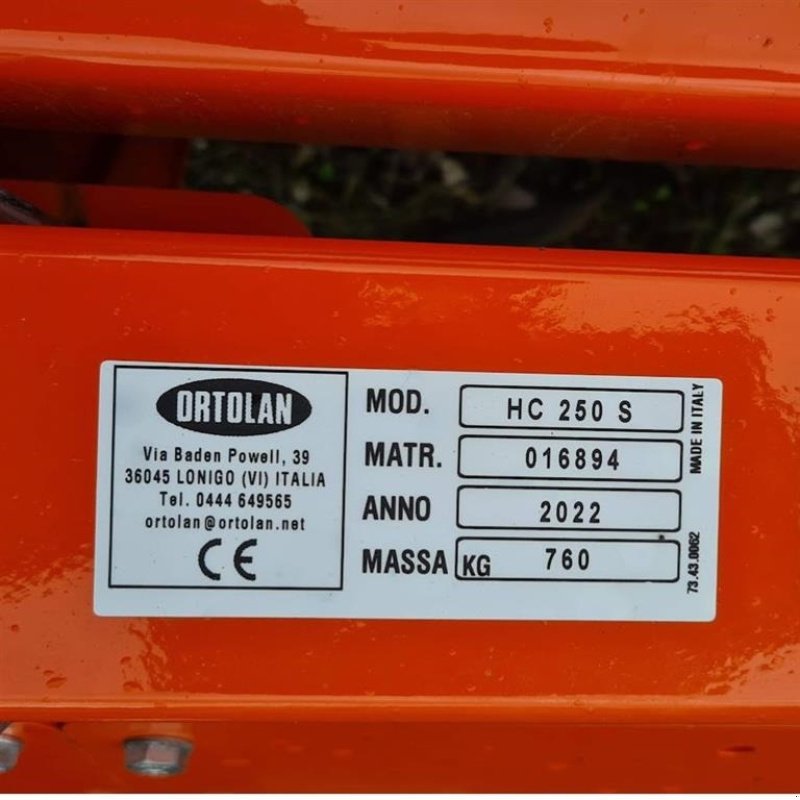 ORTOLAN
Via Baden Powell, 39
36045 LONIGO (VI) ITALIA
Tel. 0444 649565
ortolan@ortolan.net
CE
MOD. HC 250 S
MATR. 016894
ANNO 2022
MASSA KG 760
MADE IN ITALY
73.43.0062